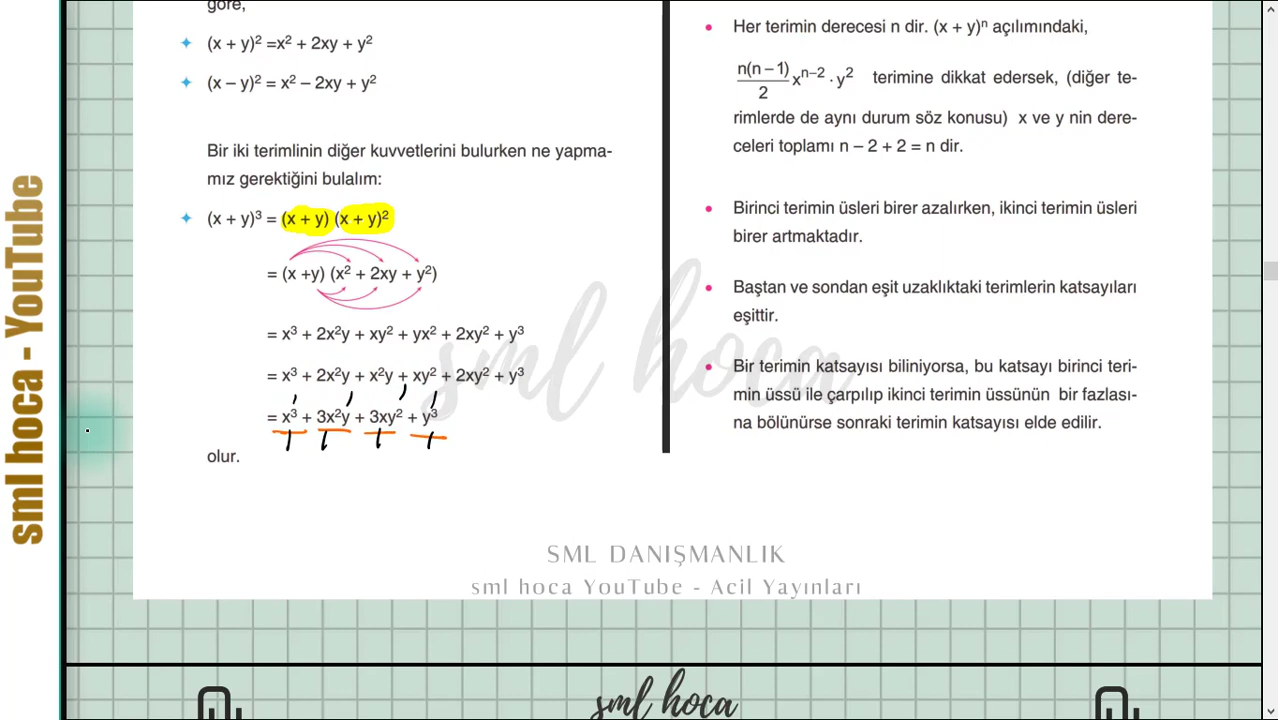 sml hoca - YouTube
göre,
(x + y)² =x² + 2xy + y²
(x – y)² = x² – 2xy + y²
Bir iki terimlinin diğer kuvvetlerini bulurken ne yapma-
mız gerektiğini bulalım:
(x + y)³ = (x + y) (x + y)²
= (x +y) (x² + 2xy + y²)
= x³ + 2x²y + xy² + yx² + 2xy² + y³
= x³ + 2x²y + x²y + xy² + 2xy² + y³
= x³ + 3x²y + 3xy² + y³
olur.
Her terimin derecesi n dir. (x + y)ⁿ açılımındaki,
n(n – 1)/2 xⁿ⁻² · y² terimine dikkat edersek, (diğer te-
rimlerde de aynı durum söz konusu) x ve y nin dere-
celeri toplamı n – 2 + 2 = n dir.
Birinci terimin üsleri birer azalırken, ikinci terimin üsleri
birer artmaktadır.
Baştan ve sondan eşit uzaklıktaki terimlerin katsayıları
eşittir.
Bir terimin katsayısı biliniyorsa, bu katsayı birinci teri-
min üssü ile çarpılıp ikinci terimin üssünün bir fazlası-
na bölünürse sonraki terimin katsayısı elde edilir.
sml hoca
SML DANIŞMANLIK
sml hoca YouTube - Acil Yayınları
sml hoca